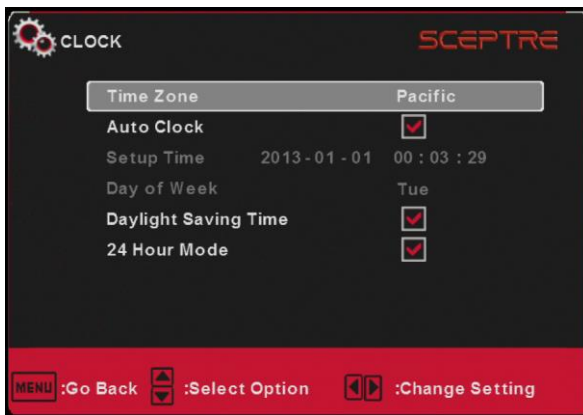 CLOCK SCEPTRE
Time Zone Pacific
Auto Clock
Setup Time 2013-01-01 00:03:29
Day of Week Tue
Daylight Saving Time
24 Hour Mode
MENU :Go Back :Select Option :Change Setting